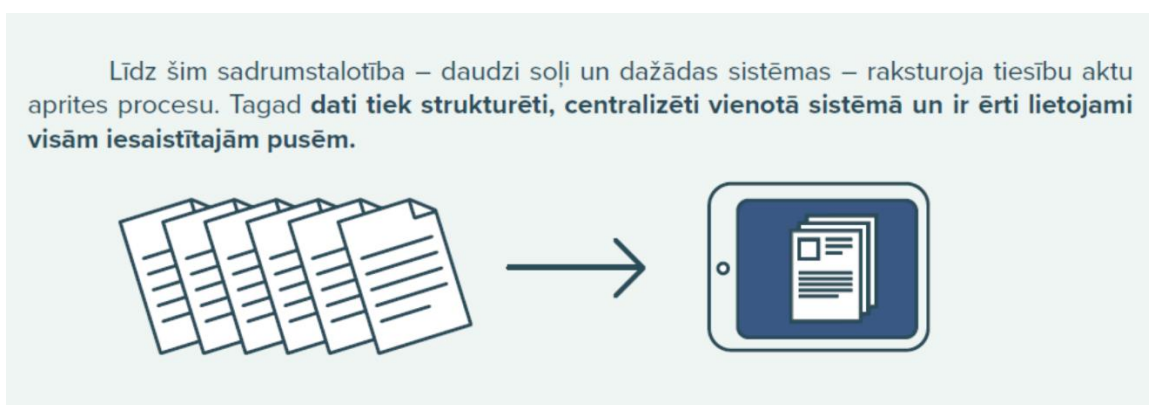 Līdz šim sadrumstalotība – daudzi soļi un dažādas sistēmas – raksturoja tiesību aktu
aprites procesu. Tagad dati tiek strukturēti, centralizēti vienotā sistēmā un ir ērti lietojami
visām iesaistītajām pusēm.